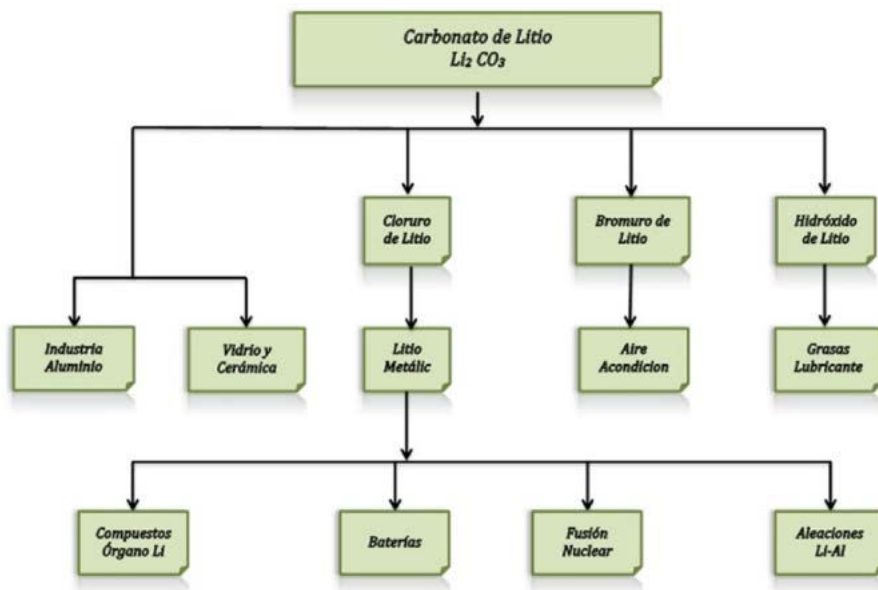 Carbonato de Litio
Li₂ CO₃
Cloruro
de Litio
Bromuro de
Litio
Hidróxido
de Litio
Industria
Aluminio
Vidrio y
Cerámica
Litio
Metálic
Aire
Acondicion
Grasas
Lubricante
Compuestos
Órgano Li
Baterías
Fusión
Nuclear
Aleaciones
Li-Al